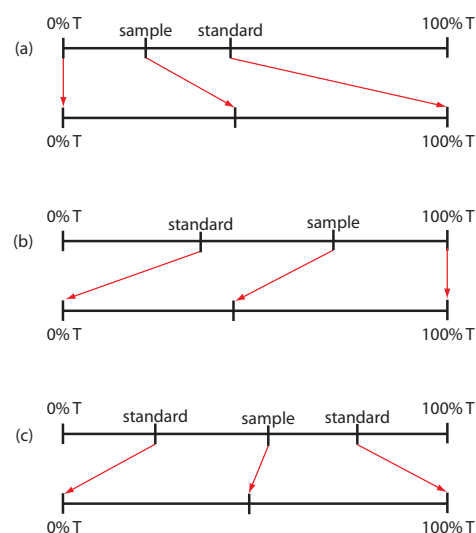 0% T sample standard 100% T
(a)
0% T 100% T
0% T standard sample 100% T
(b)
0% T 100% T
0% T standard sample standard 100% T
(c)
0% T 100% T